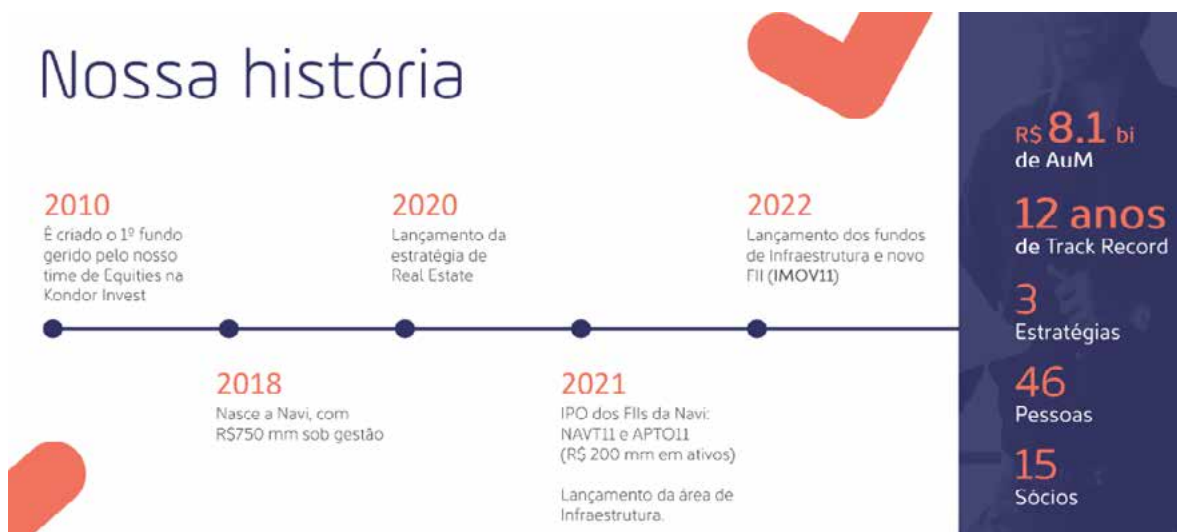 Nossa história
2010
É criado o 1º fundo
gerido pelo nosso
time de Equities na
Kondor Invest
2018
Nasce a Navi, com
R$750 mm sob gestão
2020
Lançamento da
estratégia de
Real Estate
2021
IPO dos FIIs da Navi:
NAVT11 e APTO11
(R$ 200 mm em ativos)
Lançamento da área de
Infraestrutura.
2022
Lançamento dos fundos
de Infraestrutura e novo
FII (IMOV11)
R$ 8.1 bi
de AuM
12 anos
de Track Record
3
Estratégias
46
Pessoas
15
Sócios